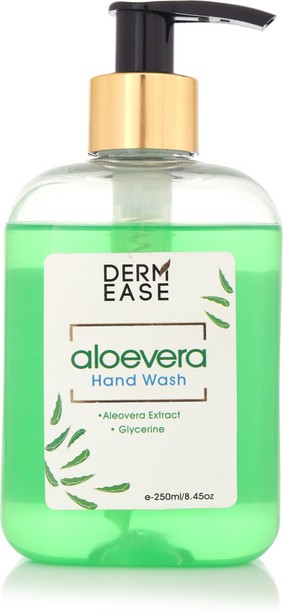 DERM
EASE
aloevera
Hand Wash
•Aleovera Extract
• Glycerine
e-250ml/8.45oz